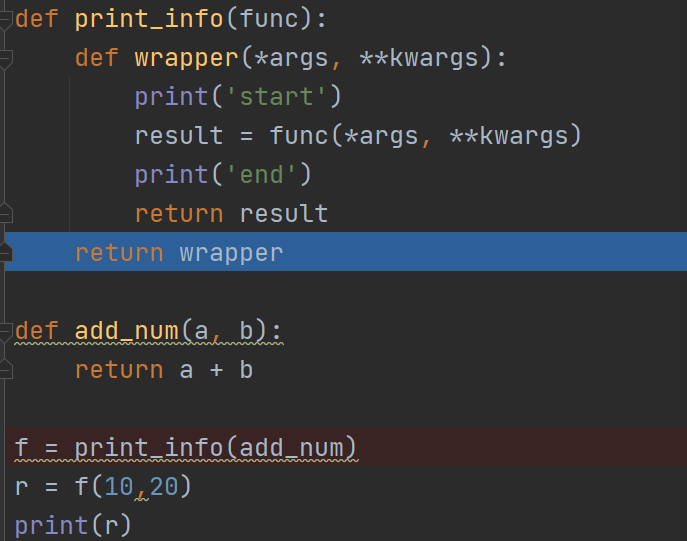 def print_info(func):
    def wrapper(*args, **kwargs):
        print('start')
        result = func(*args, **kwargs)
        print('end')
        return result
    return wrapper

def add_num(a, b):
    return a + b

f = print_info(add_num)
r = f(10,20)
print(r)